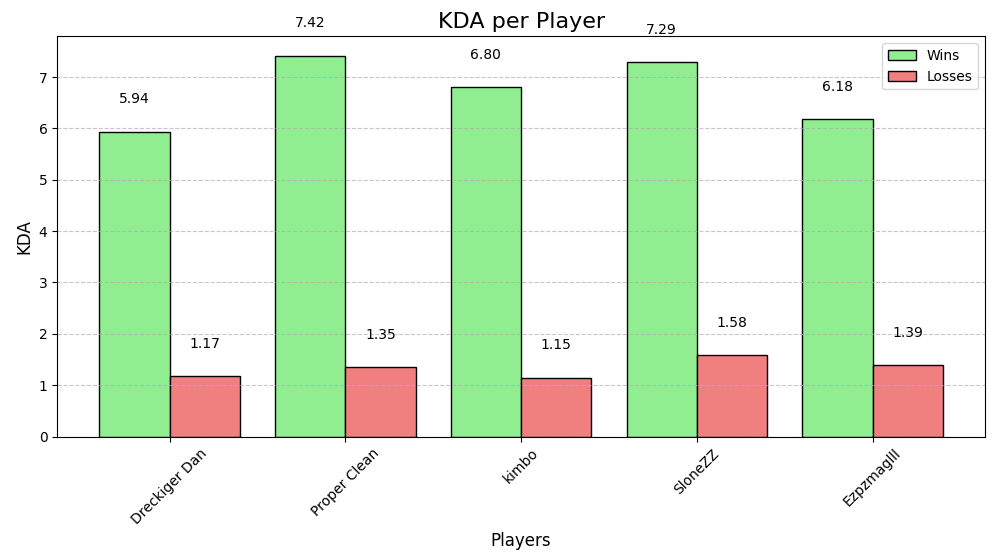 KDA per Player
Wins
Losses
KDA
7
6
5
4
3
2
1
0
5.94
1.17
7.42
1.35
6.80
1.15
7.29
1.58
6.18
1.39
Dreckiger Dan
Proper Clean
kimbo
SloneZZ
Players